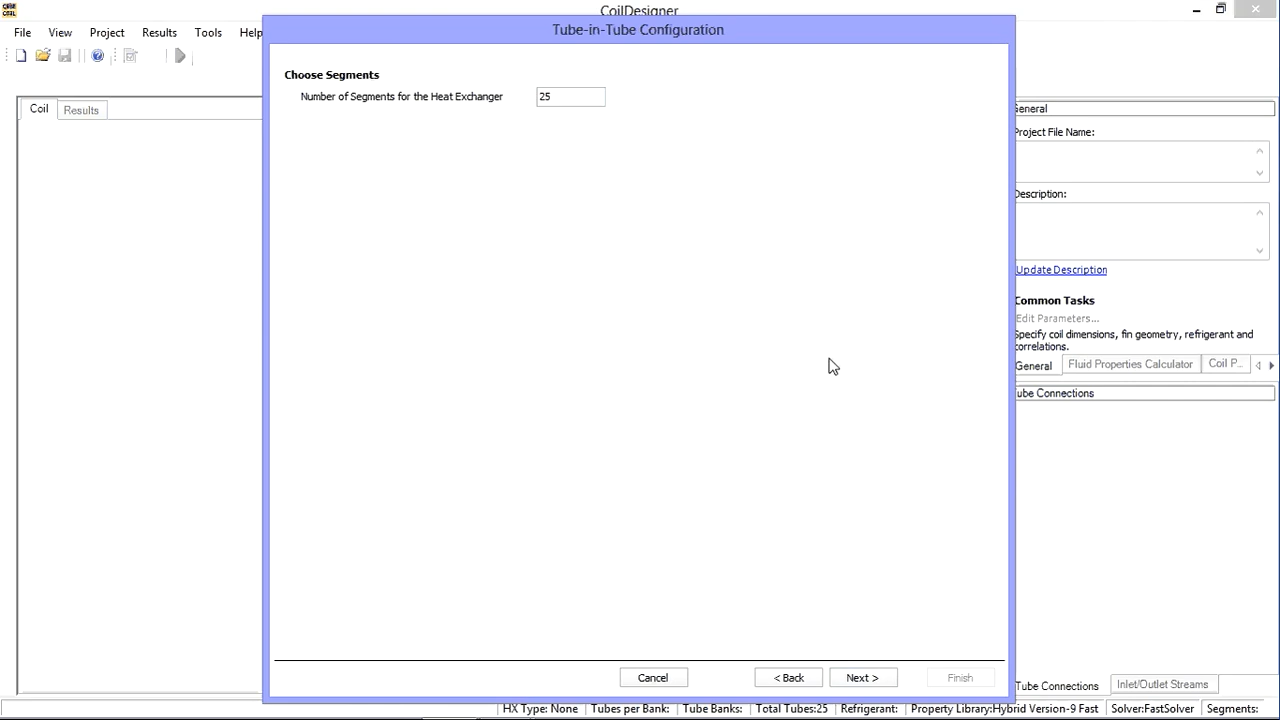 CoilDesigner
File View Project Results Tools Help
Tube-in-Tube Configuration
Choose Segments
Number of Segments for the Heat Exchanger 25
Coil Results
General
Project File Name:
Description:
Update Description
Common Tasks
Edit Parameters...
Specify coil dimensions, fin geometry, refrigerant and
correlations.
General Fluid Properties Calculator Coil P...
Tube Connections
Cancel < Back Next > Finish
Tube Connections Inlet/Outlet Streams
HX Type: None Tubes per Bank: Tube Banks: Total Tubes:25 Refrigerant: Property Library:Hybrid Version-9 Fast Solver:FastSolver Segments: